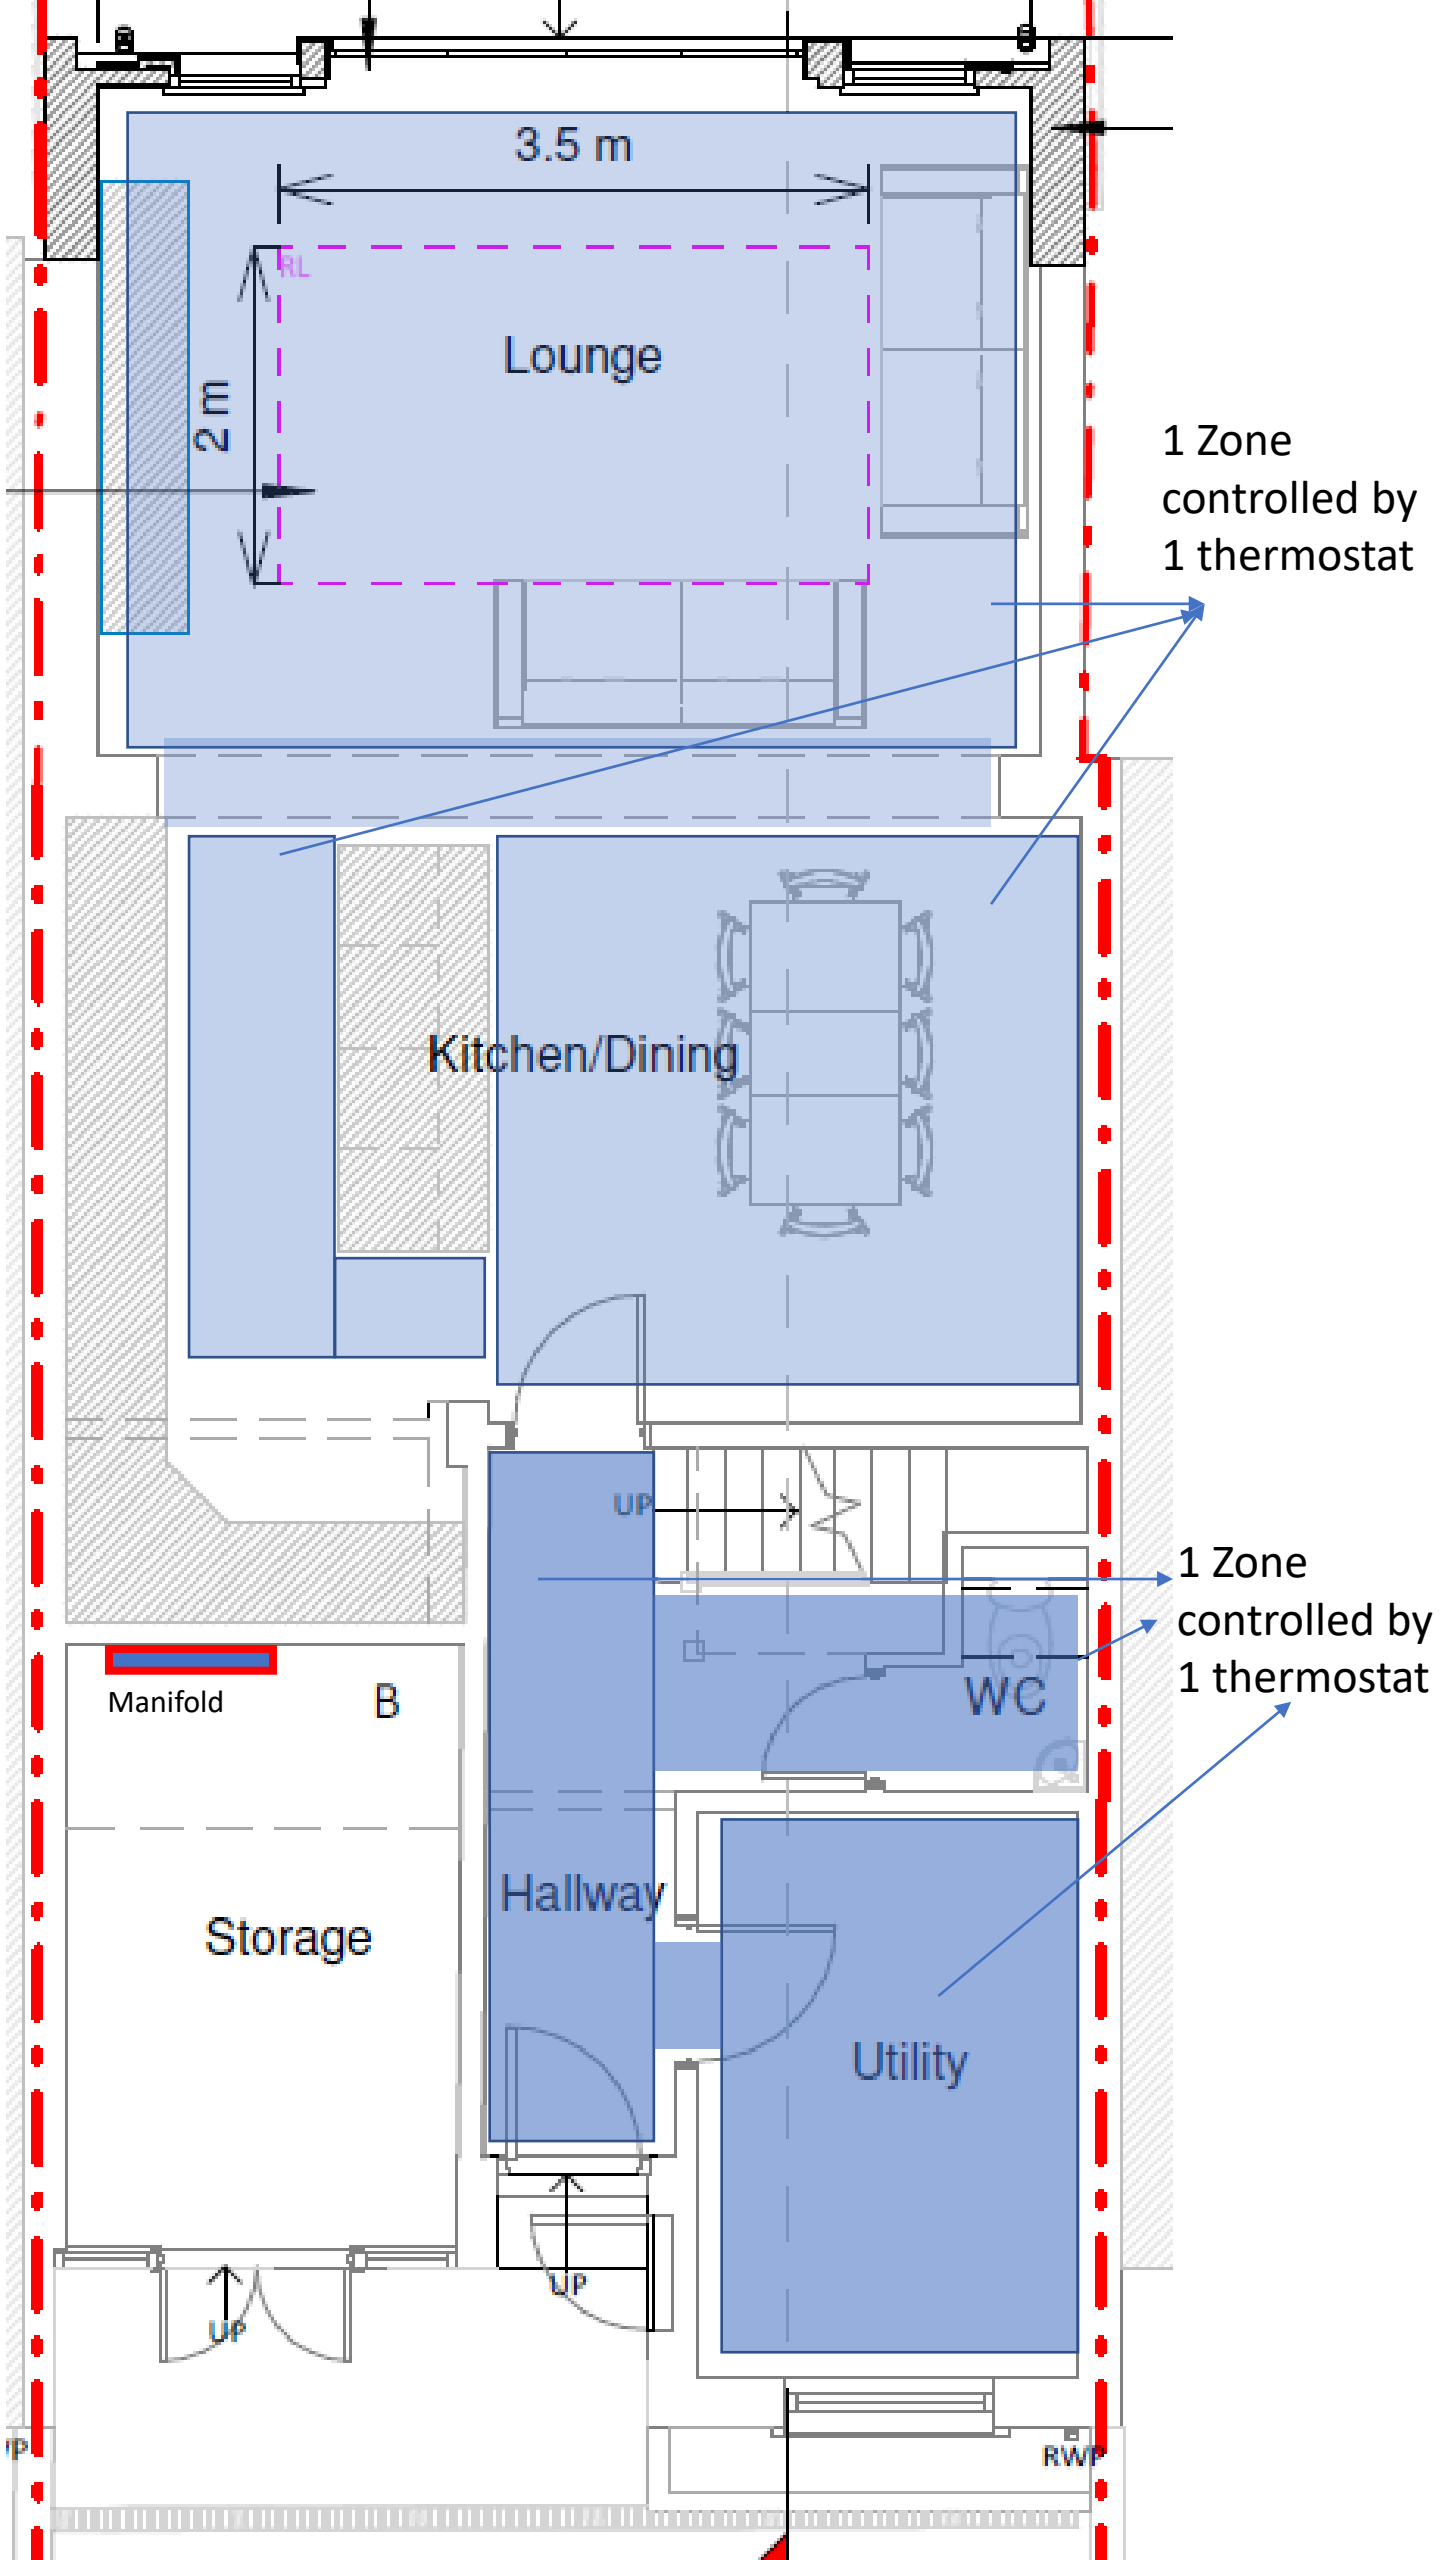 3.5 m
RL
Lounge
2 m
1 Zone
controlled by
1 thermostat
Kitchen/Dining
UP
1 Zone
controlled by
1 thermostat
WC
Manifold
B
Hallway
Storage
Utility
UP
UP
RWP